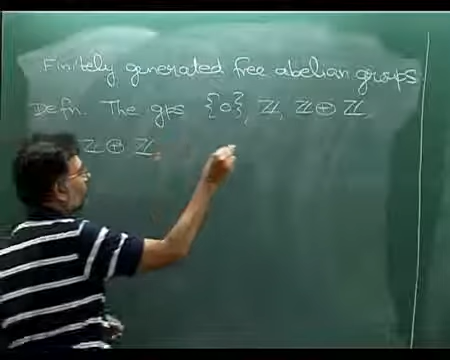 Finitely generated free abelian groups
Defn. The gps {0}, ℤ, ℤ⊕ℤ,
ℤ⊕ℤ,